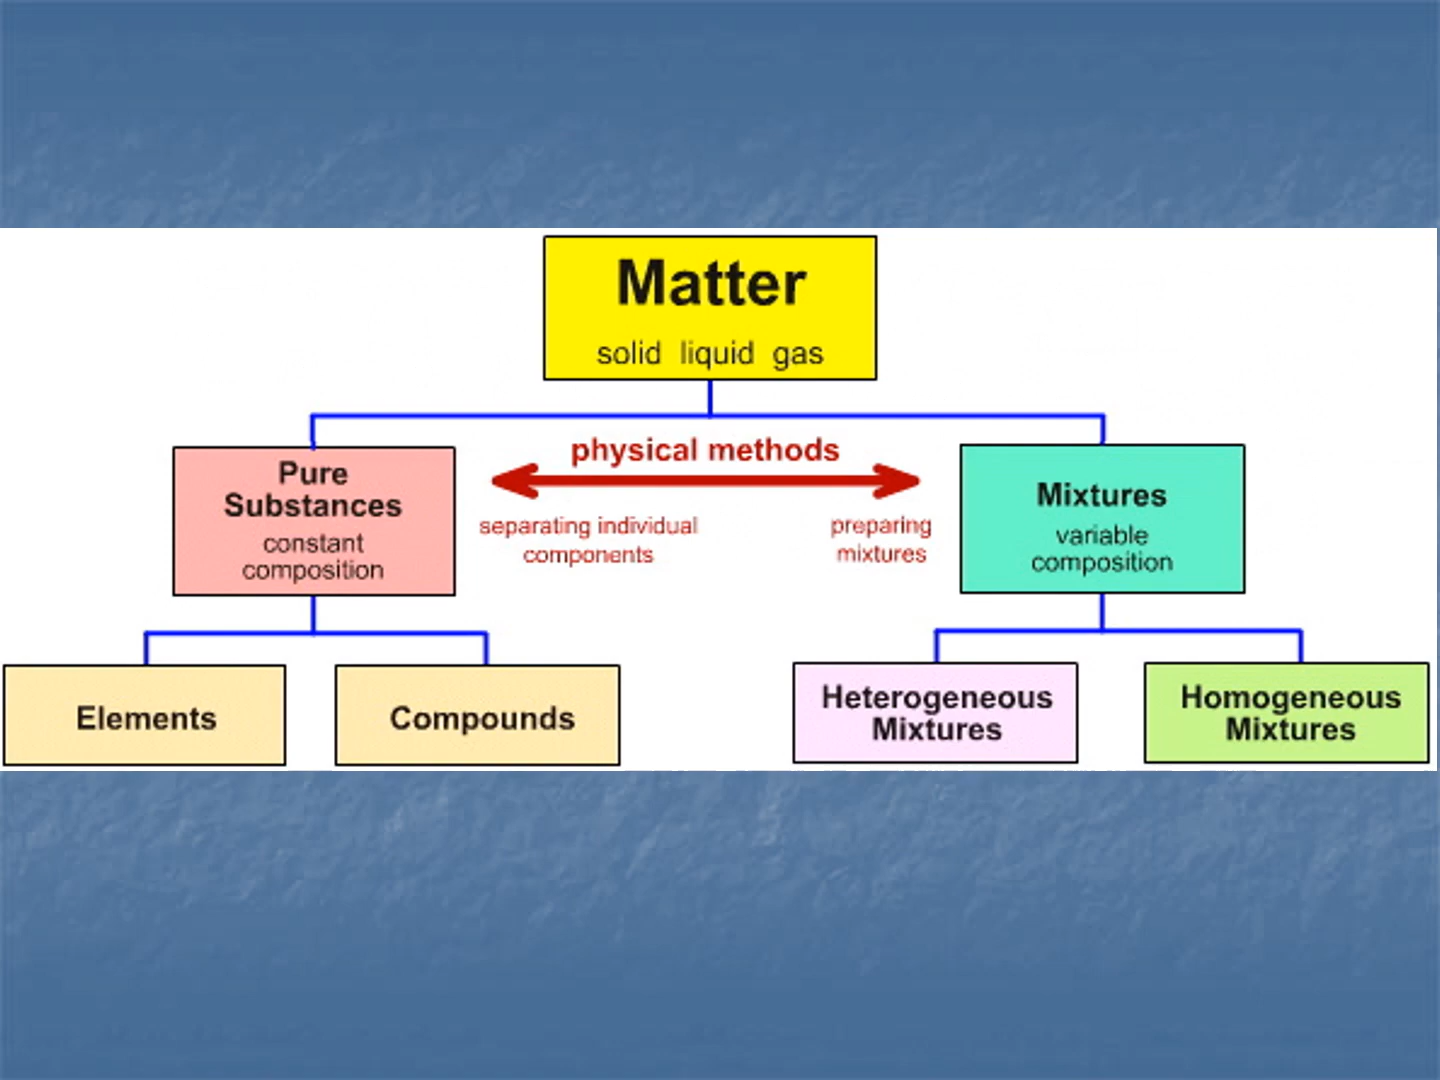 Matter
solid liquid gas
physical methods
Pure
Substances
constant
composition
separating individual
components
preparing
mixtures
Mixtures
variable
composition
Elements
Compounds
Heterogeneous
Mixtures
Homogeneous
Mixtures